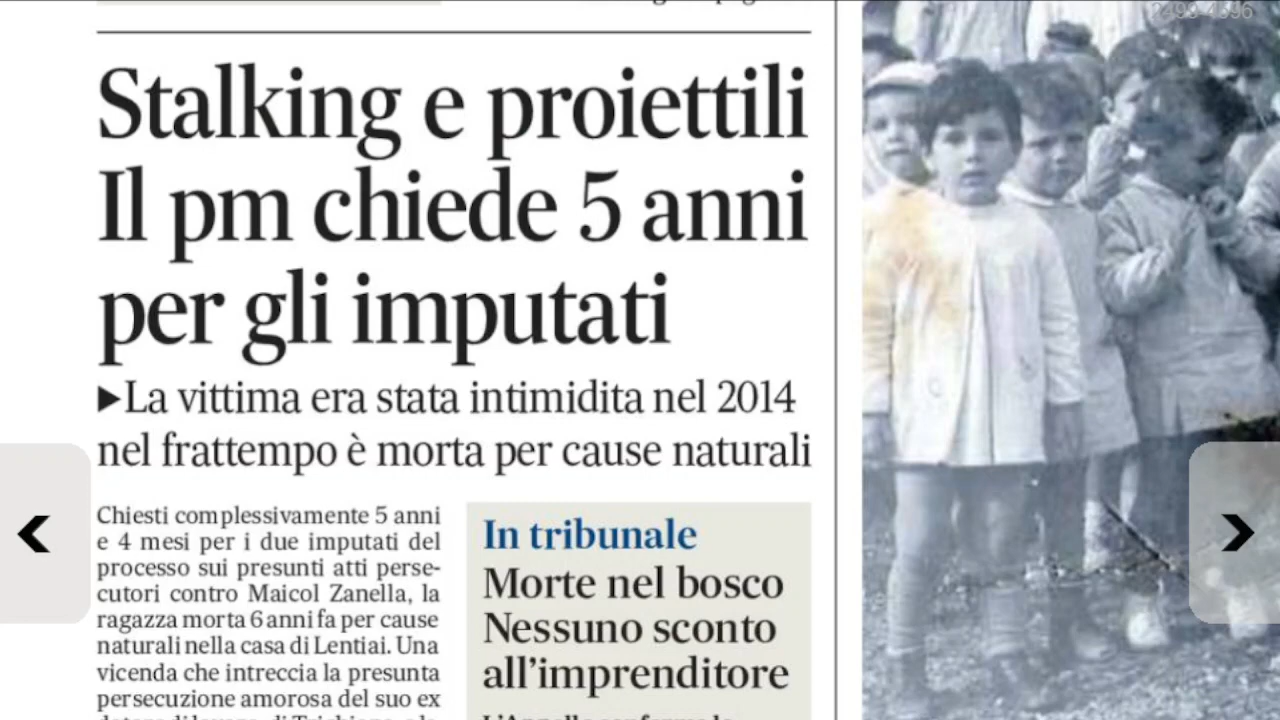 2499-4596
Stalking e proiettili
Il pm chiede 5 anni
per gli imputati
▶La vittima era stata intimidita nel 2014
nel frattempo è morta per cause naturali
Chiesti complessivamente 5 anni
e 4 mesi per i due imputati del
processo sui presunti atti perse-
cutori contro Maicol Zanella, la
ragazza morta 6 anni fa per cause
naturali nella casa di Lentiai. Una
vicenda che intreccia la presunta
persecuzione amorosa del suo ex
In tribunale
Morte nel bosco
Nessuno sconto
all'imprenditore